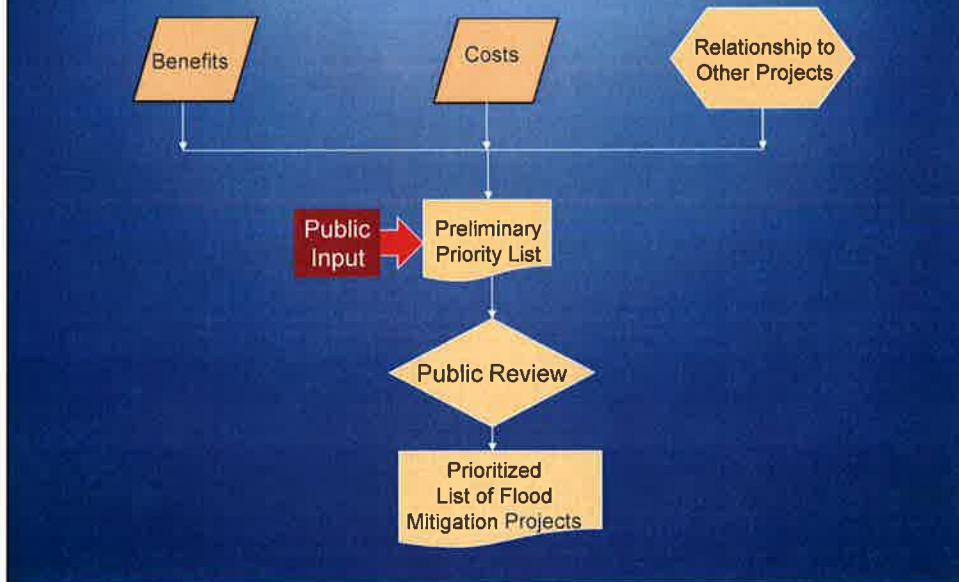 Benefits
Costs
Relationship to
Other Projects
Public
Input
Preliminary
Priority List
Public Review
Prioritized
List of Flood
Mitigation Projects